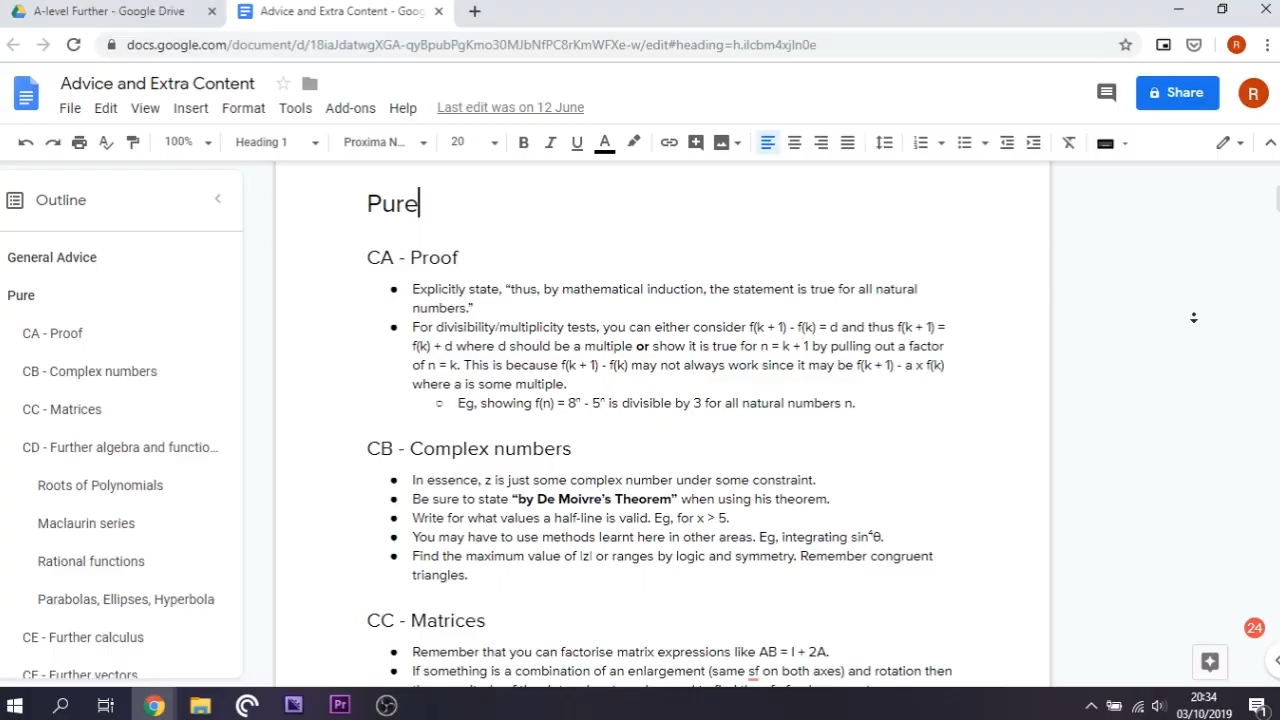 A-level Further - Google Drive
Advice and Extra Content - Goog
docs.google.com/document/d/18iaJdatwgXGA-qyBpubPgKmo30MJbNfPC8rKmWFXe-w/edit#heading=h.ilcbm4xjln0e
R
Advice and Extra Content
File Edit View Insert Format Tools Add-ons Help Last edit was on 12 June
Share
R
100% Heading 1 Proxima N... 20 B I U A
Outline
General Advice
Pure
CA - Proof
CB - Complex numbers
CC - Matrices
CD - Further algebra and functio...
Roots of Polynomials
Maclaurin series
Rational functions
Parabolas, Ellipses, Hyperbola
CE - Further calculus
CF - Further vectors
Pure
CA - Proof
● Explicitly state, “thus, by mathematical induction, the statement is true for all natural
numbers.”
● For divisibility/multiplicity tests, you can either consider f(k + 1) - f(k) = d and thus f(k + 1) =
f(k) + d where d should be a multiple or show it is true for n = k + 1 by pulling out a factor
of n = k. This is because f(k + 1) - f(k) may not always work since it may be f(k + 1) - a x f(k)
where a is some multiple.
○ Eg, showing f(n) = 8ⁿ - 5ⁿ is divisible by 3 for all natural numbers n.
CB - Complex numbers
● In essence, z is just some complex number under some constraint.
● Be sure to state “by De Moivre’s Theorem” when using his theorem.
● Write for what values a half-line is valid. Eg, for x > 5.
● You may have to use methods learnt here in other areas. Eg, integrating sin⁴θ.
● Find the maximum value of |z| or ranges by logic and symmetry. Remember congruent
triangles.
CC - Matrices
● Remember that you can factorise matrix expressions like AB = I + 2A.
● If something is a combination of an enlargement (same sf on both axes) and rotation then
24
Pr
20:34
03/10/2019
1